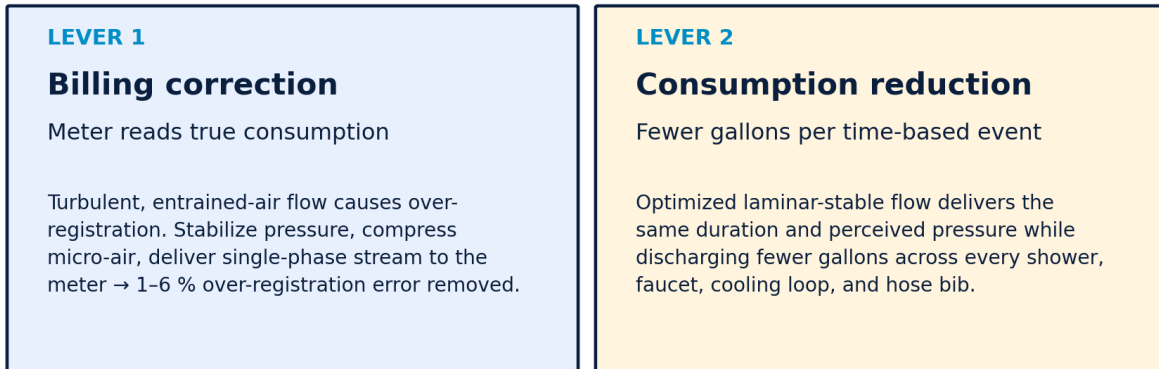 LEVER 1
Billing correction
Meter reads true consumption
Turbulent, entrained-air flow causes over-
registration. Stabilize pressure, compress
micro-air, deliver single-phase stream to the
meter → 1–6 % over-registration error removed.
LEVER 2
Consumption reduction
Fewer gallons per time-based event
Optimized laminar-stable flow delivers the
same duration and perceived pressure while
discharging fewer gallons across every shower,
faucet, cooling loop, and hose bib.